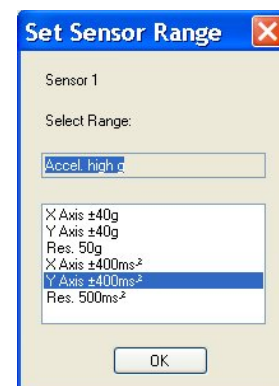 Set Sensor Range
Sensor 1
Select Range:
Accel. high g
X Axis ±40g
Y Axis ±40g
Res. 50g
X Axis ±400ms-²
Y Axis ±400ms-²
Res. 500ms-²
OK